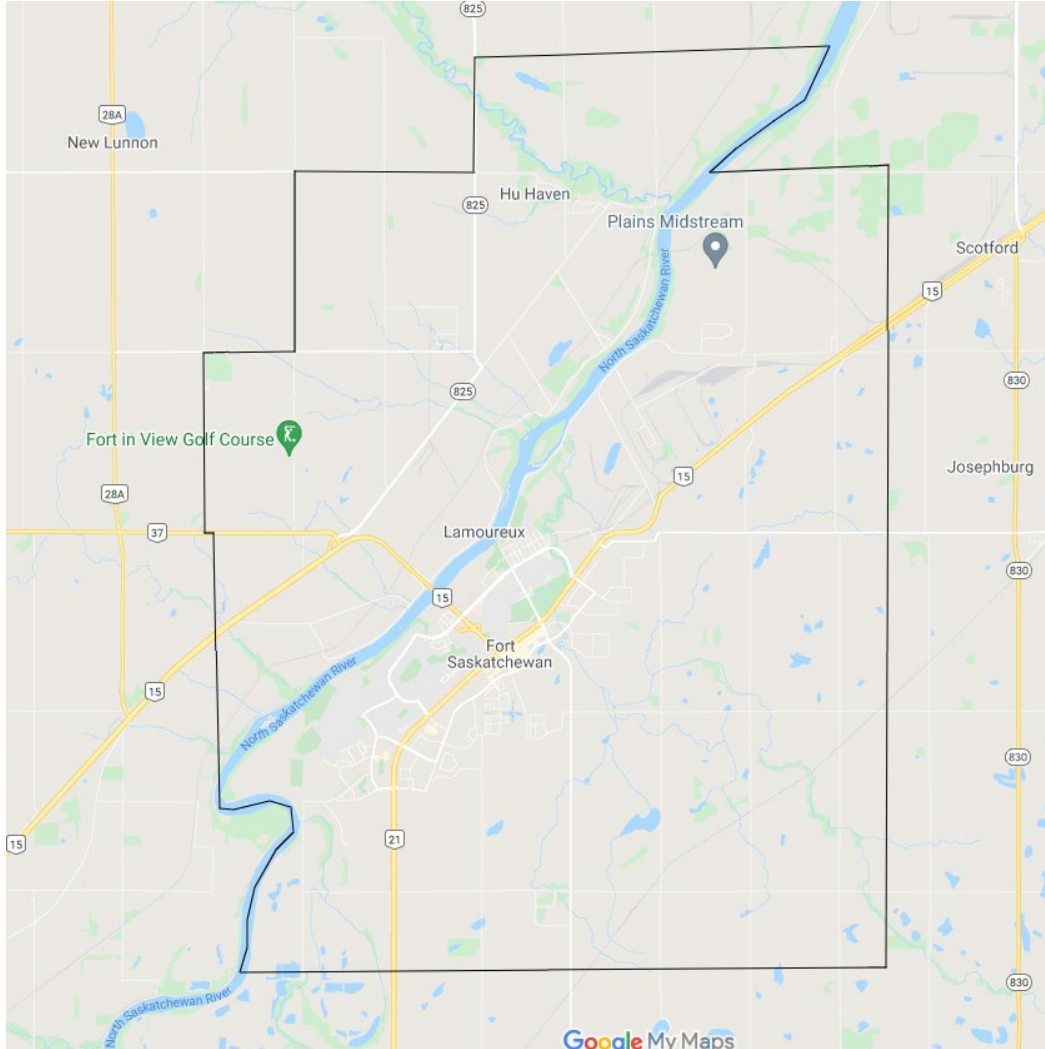 825
28A
New Lunnon
Hu Haven
825
Plains Midstream
Scotford
15
North Saskatchewan River
830
825
Fort in View Golf Course
Josephburg
15
28A
37
Lamoureux
830
15
Fort
Saskatchewan
15
North Saskatchewan River
830
21
15
830
North Saskatchewan River
Google My Maps